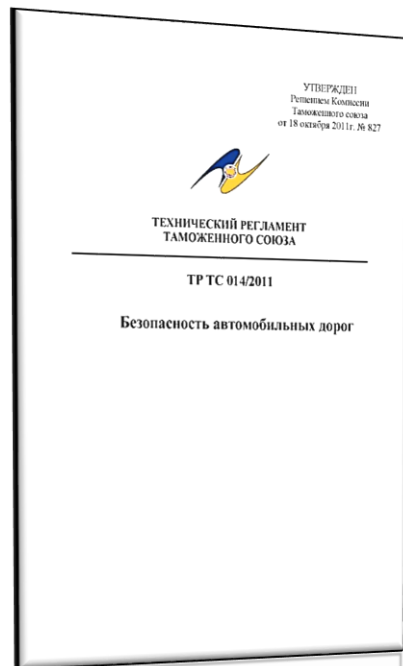 УТВЕРЖДЕН
Решением Комиссии
Таможенного союза
от 18 октября 2011г. № 827
ТЕХНИЧЕСКИЙ РЕГЛАМЕНТ
ТАМОЖЕННОГО СОЮЗА
ТР ТС 014/2011
Безопасность автомобильных дорог